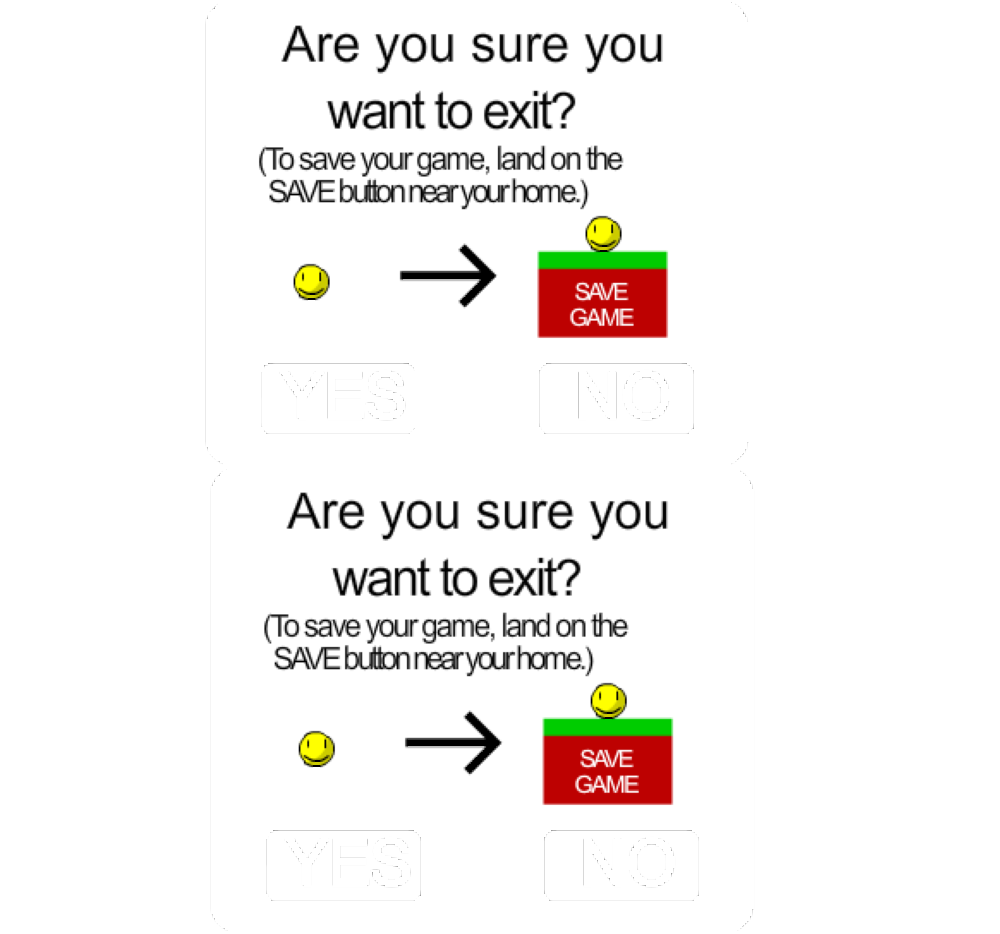 Are you sure you
want to exit?
(To save your game, land on the
SAVE button near your home.)
SAVE
GAME
YES NO
Are you sure you
want to exit?
(To save your game, land on the
SAVE button near your home.)
SAVE
GAME
YES NO